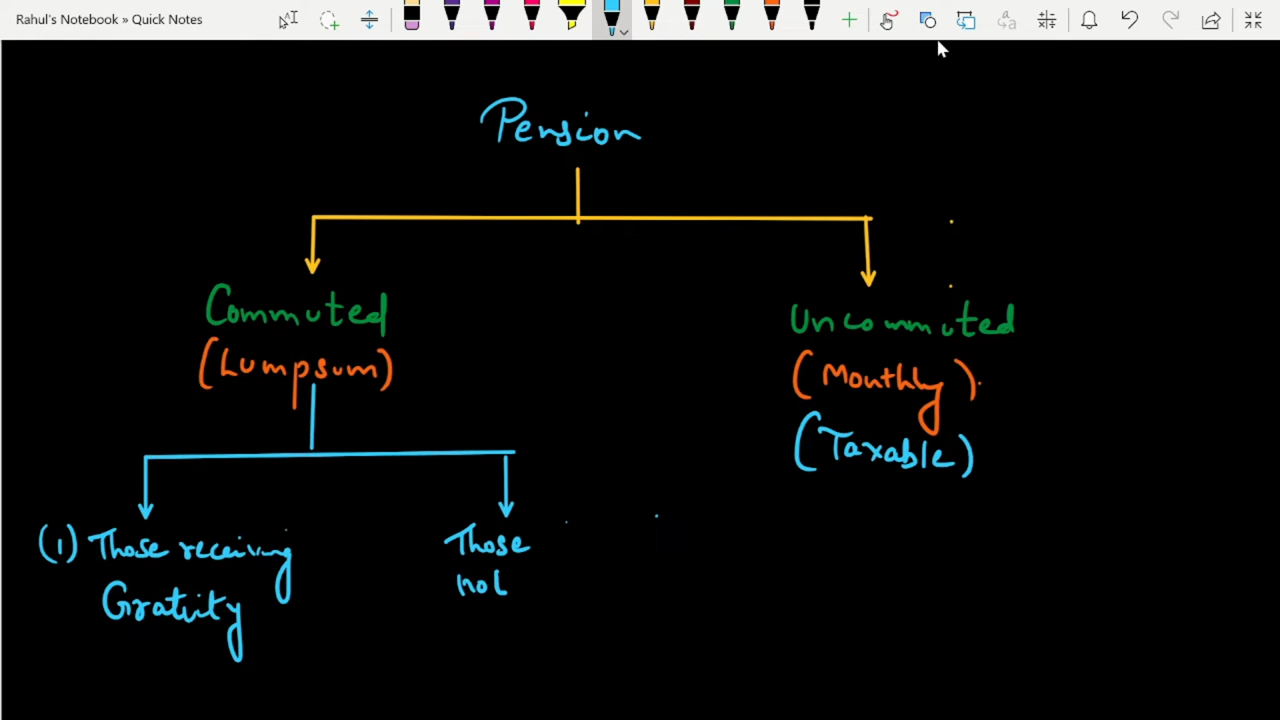 Rahul's Notebook » Quick Notes
Pension
Commuted
(Lumpsum)
Uncommuted
(Monthly)
(Taxable)
(1) Those receiving
Gratuity
Those
not